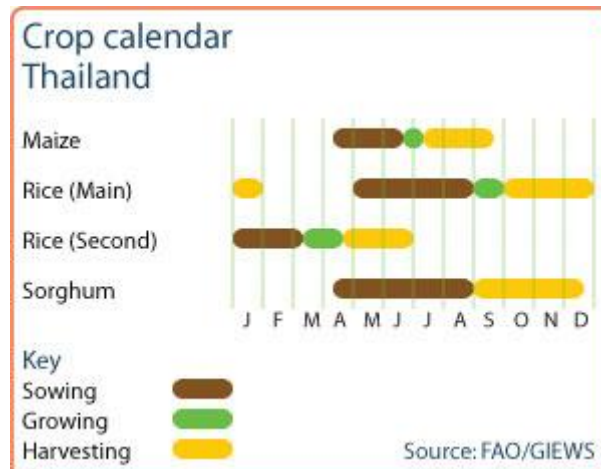 Crop calendar
Thailand
Maize
Rice (Main)
Rice (Second)
Sorghum
J F M A M J J A S O N D
Key
Sowing
Growing
Harvesting
Source: FAO/GIEWS